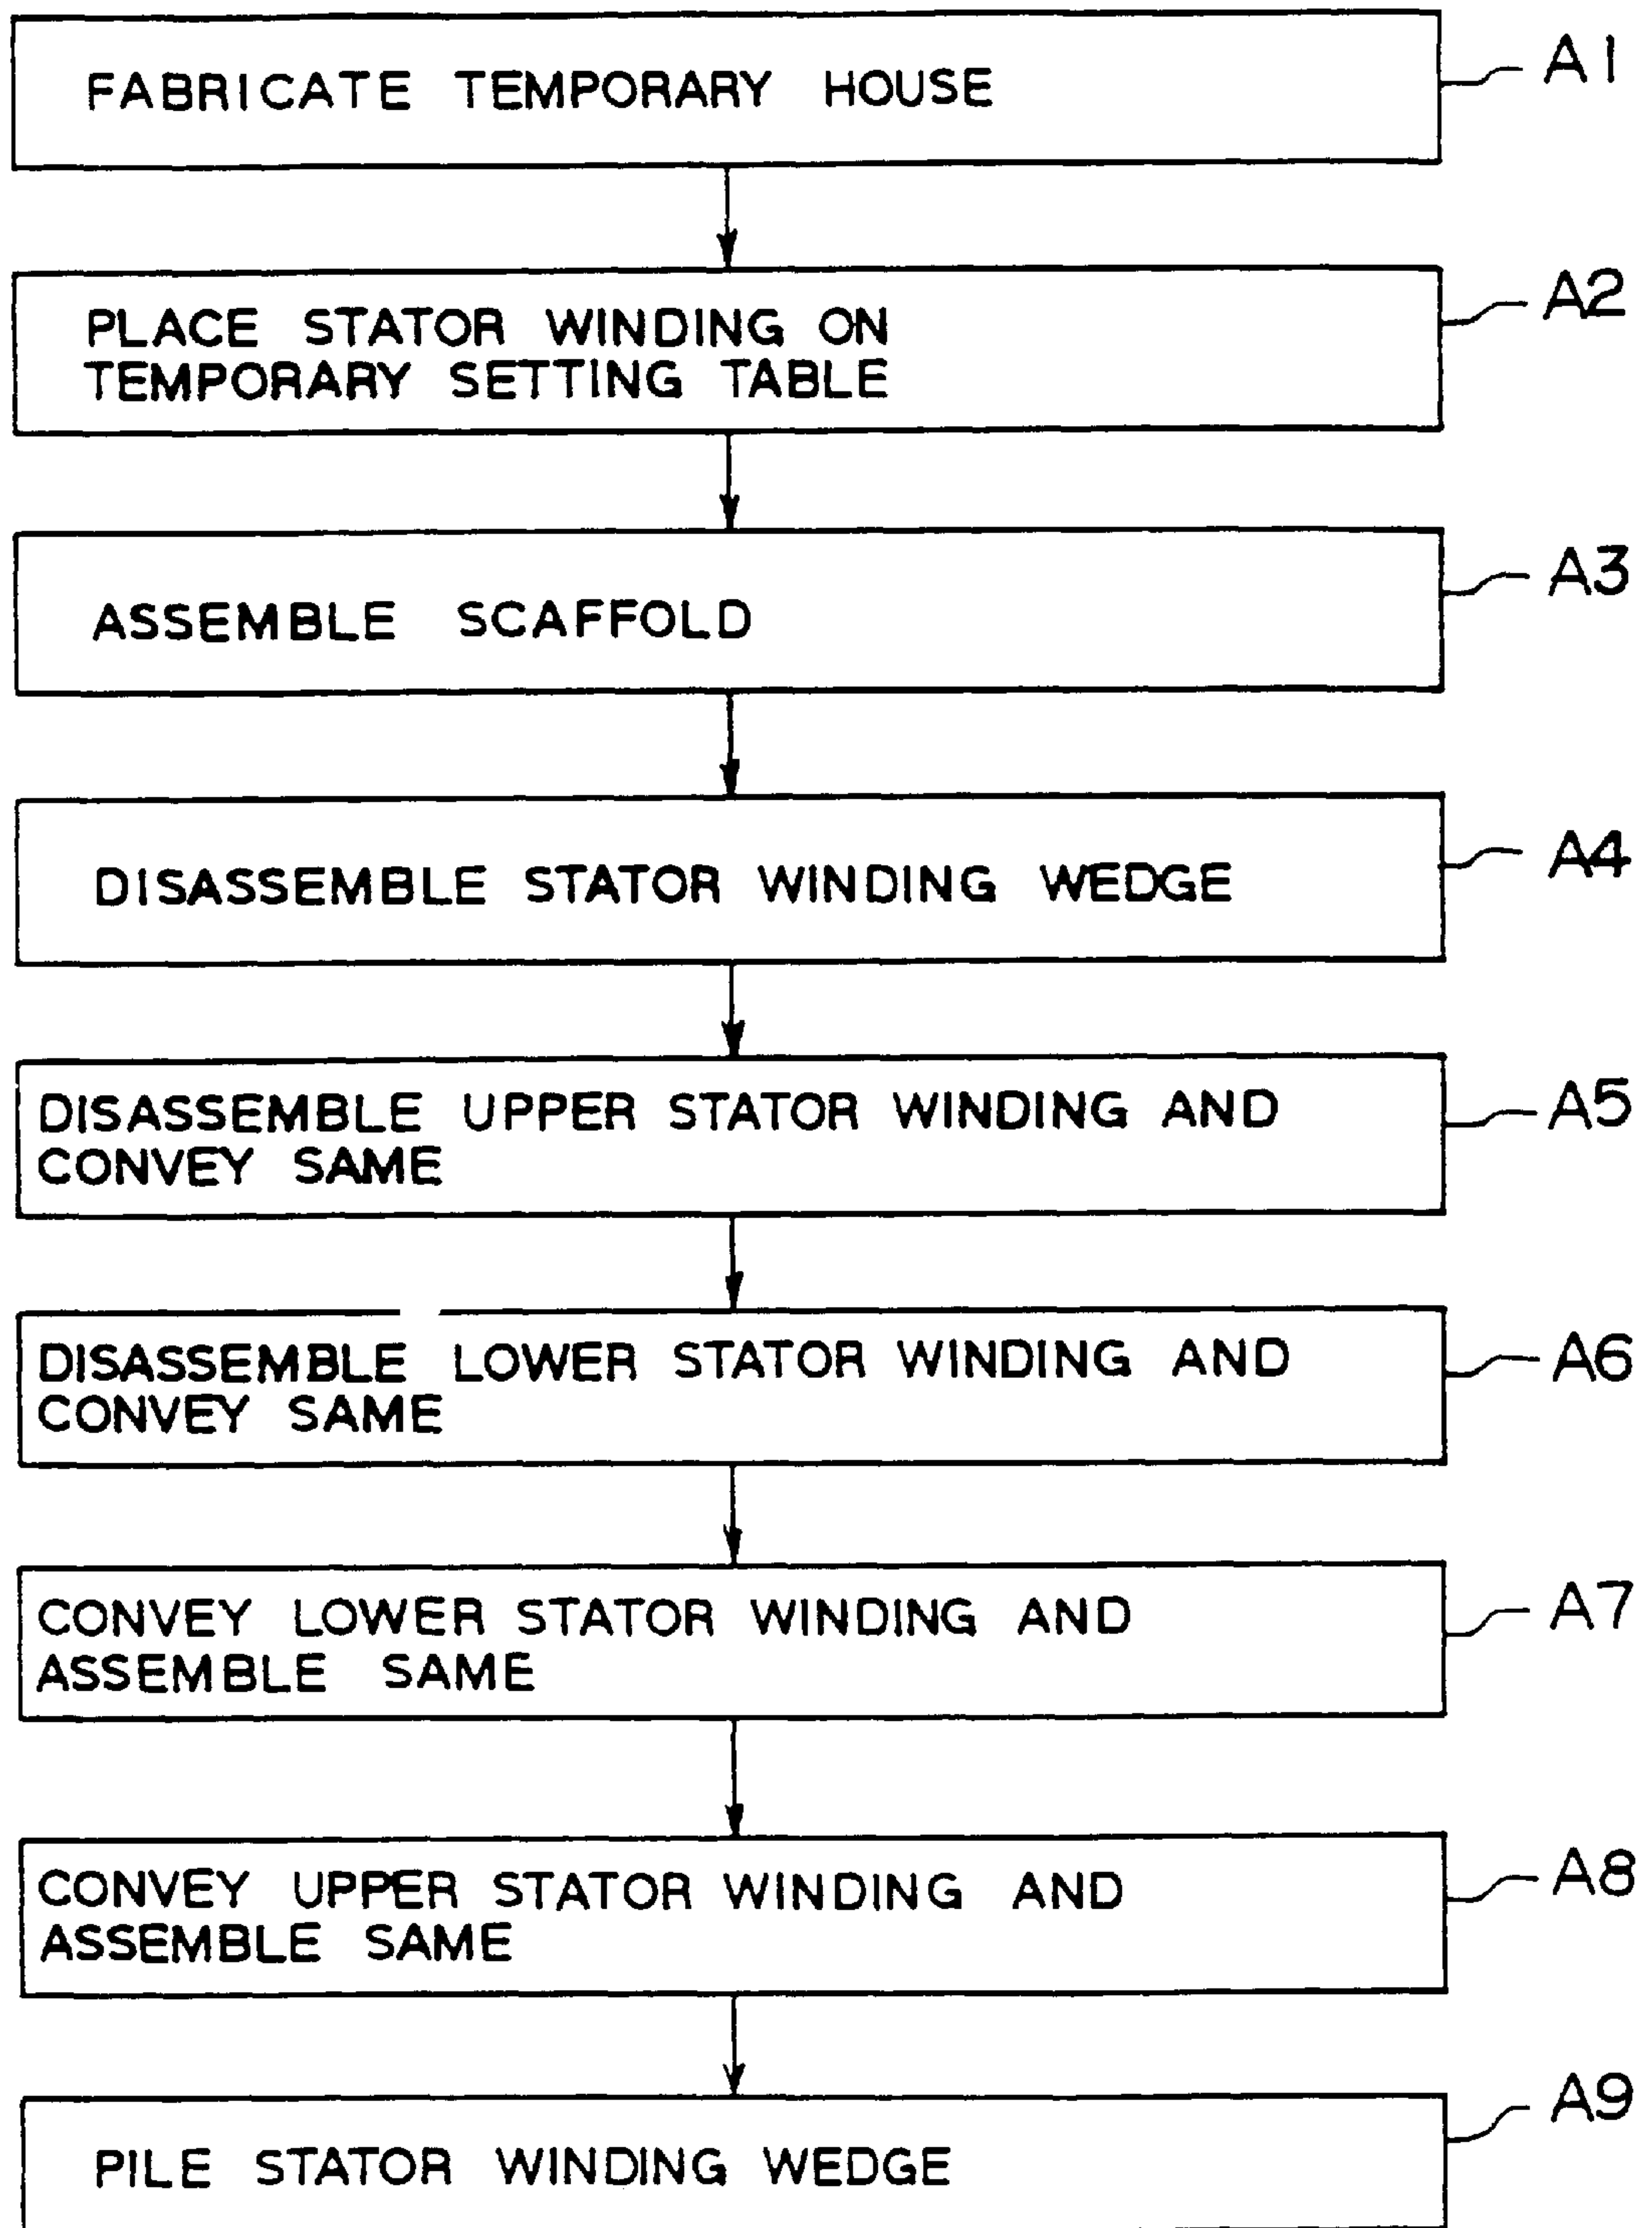 FABRICATE TEMPORARY HOUSE
A1
PLACE STATOR WINDING ON
TEMPORARY SETTING TABLE
A2
ASSEMBLE SCAFFOLD
A3
DISASSEMBLE STATOR WINDING WEDGE
A4
DISASSEMBLE UPPER STATOR WINDING AND
CONVEY SAME
A5
DISASSEMBLE LOWER STATOR WINDING AND
CONVEY SAME
A6
CONVEY LOWER STATOR WINDING AND
ASSEMBLE SAME
A7
CONVEY UPPER STATOR WINDING AND
ASSEMBLE SAME
A8
PILE STATOR WINDING WEDGE
A9